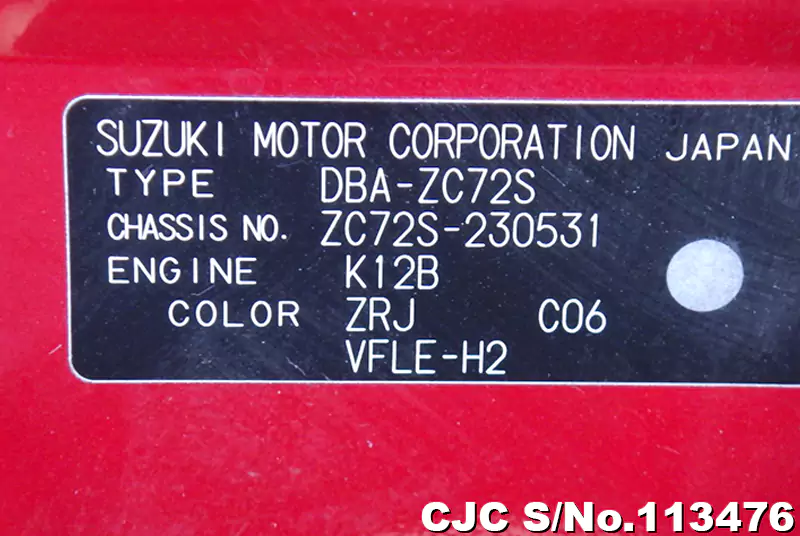 SUZUKI MOTOR CORPORATION JAPAN
TYPE DBA-ZC72S
CHASSIS NO. ZC72S-230531
ENGINE K12B
COLOR ZRJ C06
VFLE-H2
CJC S/No.113476